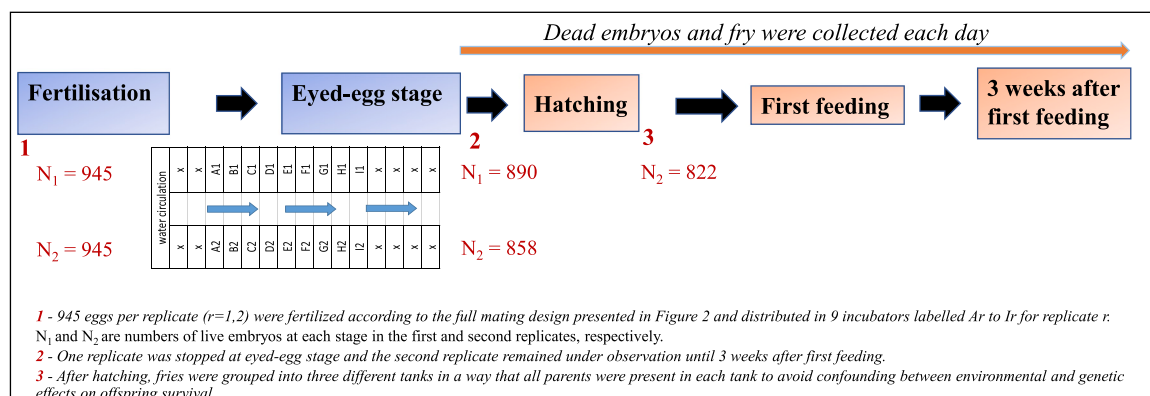 Dead embryos and fry were collected each day
Fertilisation
Eyed-egg stage
Hatching
First feeding
3 weeks after
first feeding
1
2
3
N1 = 945
N1 = 890
N2 = 822
water circulation
x x A1 B1 C1 D1 E1 F1 G1 H1 I1 x x x x
x x A2 B2 C2 D2 E2 F2 G2 H2 I2 x x x x
N2 = 945
N2 = 858
1 - 945 eggs per replicate (r=1,2) were fertilized according to the full mating design presented in Figure 2 and distributed in 9 incubators labelled Ar to Ir for replicate r.
N1 and N2 are numbers of live embryos at each stage in the first and second replicates, respectively.
2 - One replicate was stopped at eyed-egg stage and the second replicate remained under observation until 3 weeks after first feeding.
3 - After hatching, fries were grouped into three different tanks in a way that all parents were present in each tank to avoid confounding between environmental and genetic
effects on offspring survival